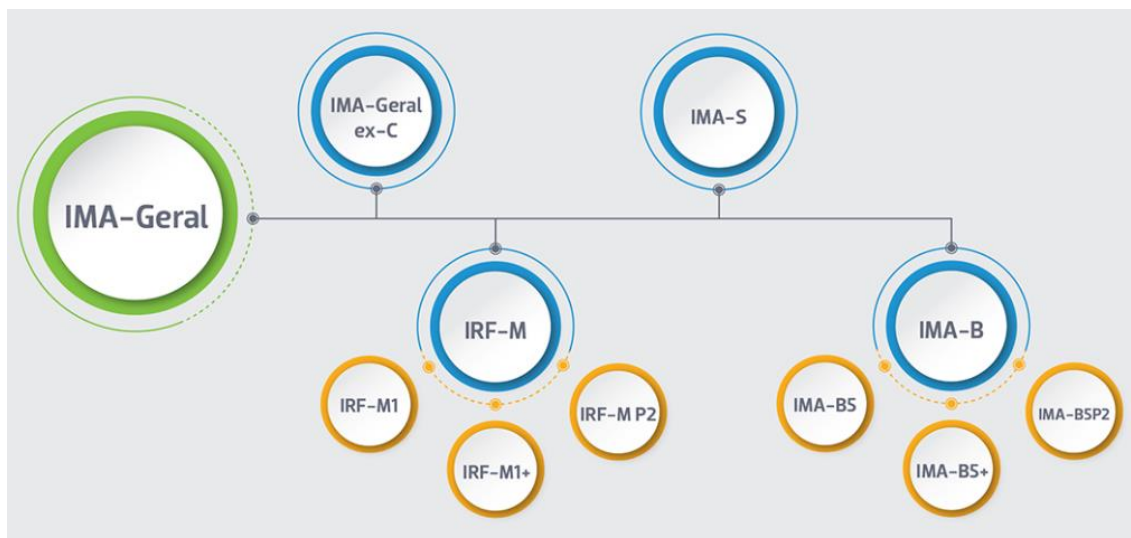 IMA-Geral
IMA-Geral
ex-C
IMA-S
IRF-M
IMA-B
IRF-M1
IRF-M1+
IRF-M P2
IMA-B5
IMA-B5+
IMA-B5P2